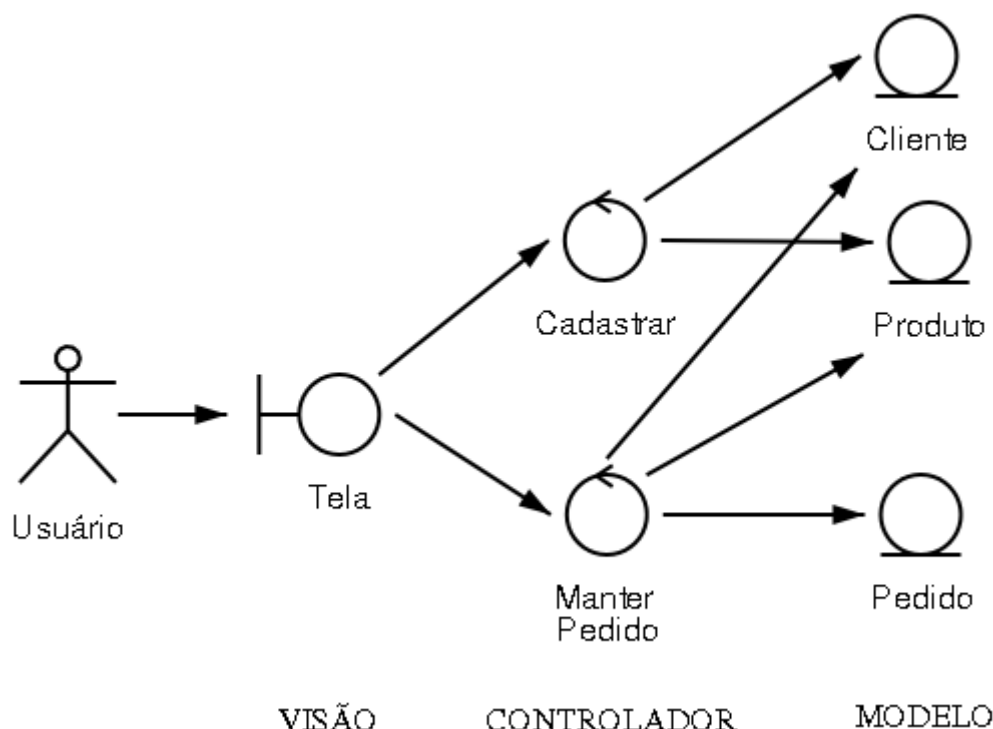 Cliente
Cadastrar
Produto
Usuário
Tela
Manter
Pedido
Pedido
VISÃO
CONTROLADOR
MODELO